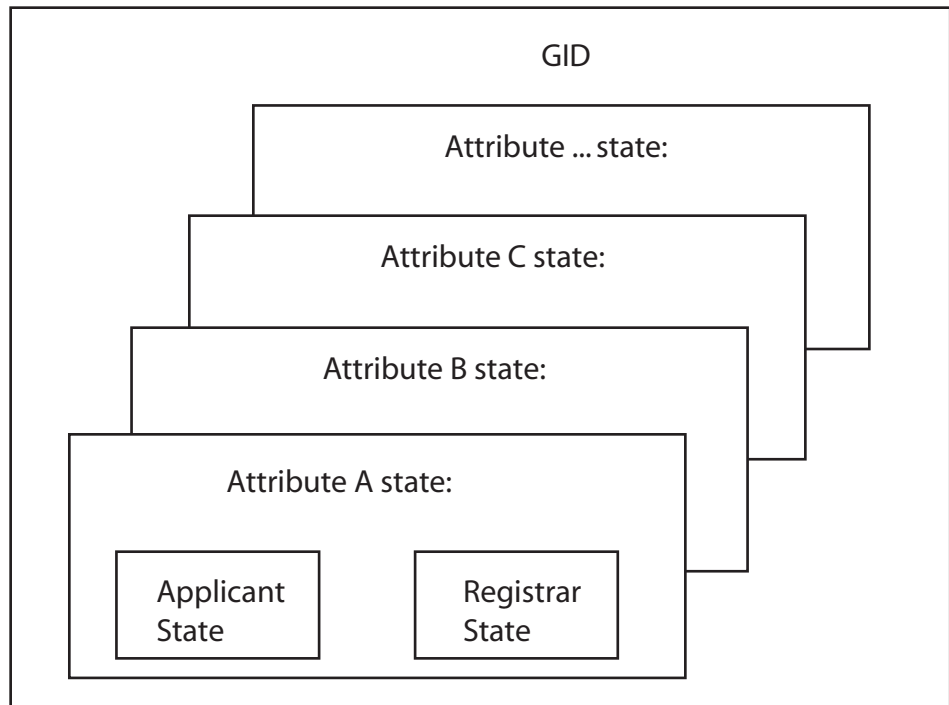 GID
Attribute ... state:
Attribute C state:
Attribute B state:
Attribute A state:
Applicant
State
Registrar
State